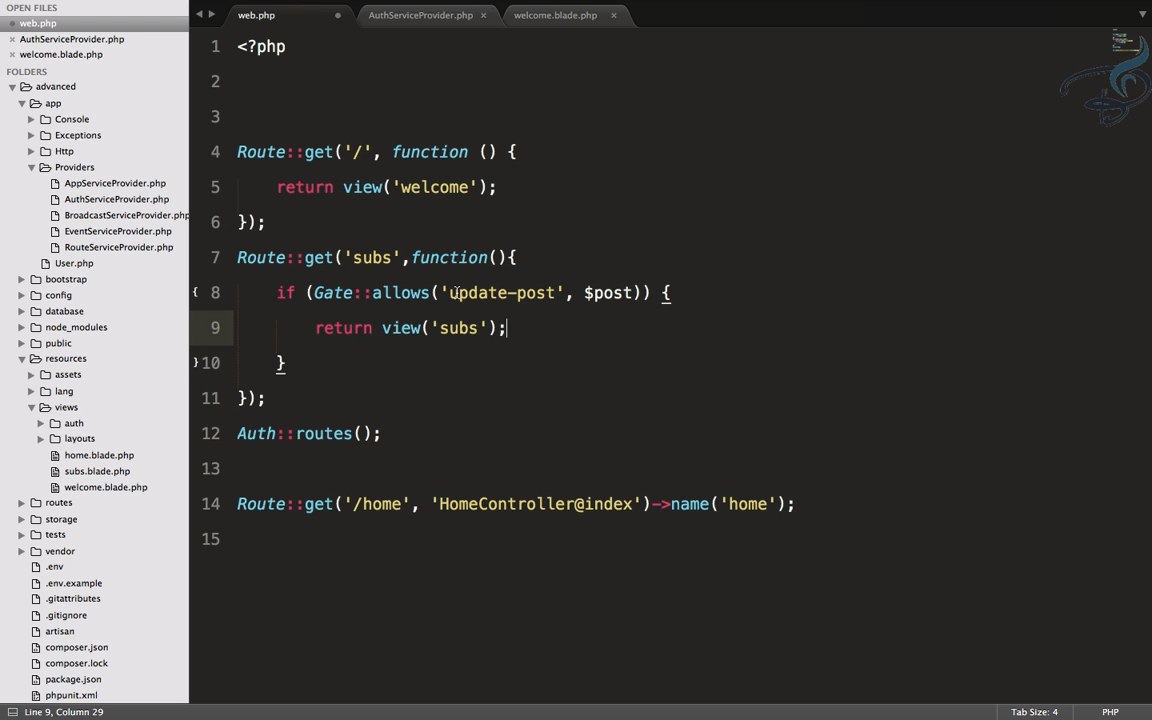 OPEN FILES
web.php
AuthServiceProvider.php
welcome.blade.php
FOLDERS
advanced
app
Console
Exceptions
Http
Providers
AppServiceProvider.php
AuthServiceProvider.php
BroadcastServiceProvider.php
EventServiceProvider.php
RouteServiceProvider.php
User.php
bootstrap
config
database
node_modules
public
resources
assets
lang
views
auth
layouts
home.blade.php
subs.blade.php
welcome.blade.php
routes
storage
tests
vendor
.env
.env.example
.gitattributes
.gitignore
artisan
composer.json
composer.lock
package.json
phpunit.xml
web.php AuthServiceProvider.php welcome.blade.php
1 <?php
2
3
4 Route::get('/', function () {
5 return view('welcome');
6 });
7 Route::get('subs',function(){
8 if (Gate::allows('update-post', $post)) {
9 return view('subs');
10 }
11 });
12 Auth::routes();
13
14 Route::get('/home', 'HomeController@index')->name('home');
15
Line 9, Column 29 Tab Size: 4 PHP